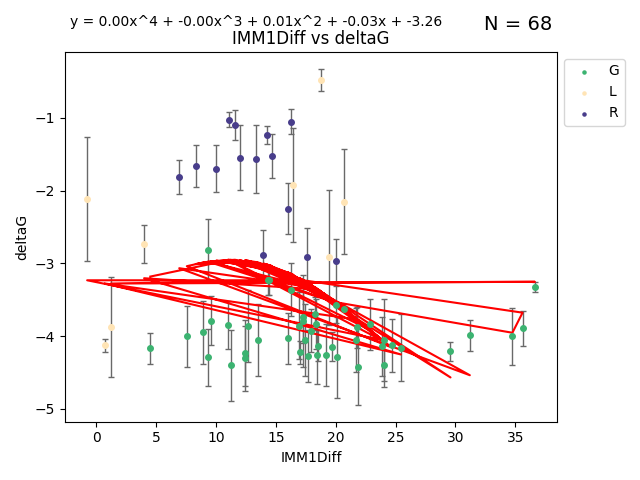 y = 0.00x^4 + -0.00x^3 + 0.01x^2 + -0.03x + -3.26
N = 68
IMM1Diff vs deltaG
G
L
R
−1
−2
−3
−4
−5
deltaG
0 5 10 15 20 25 30 35
IMM1Diff